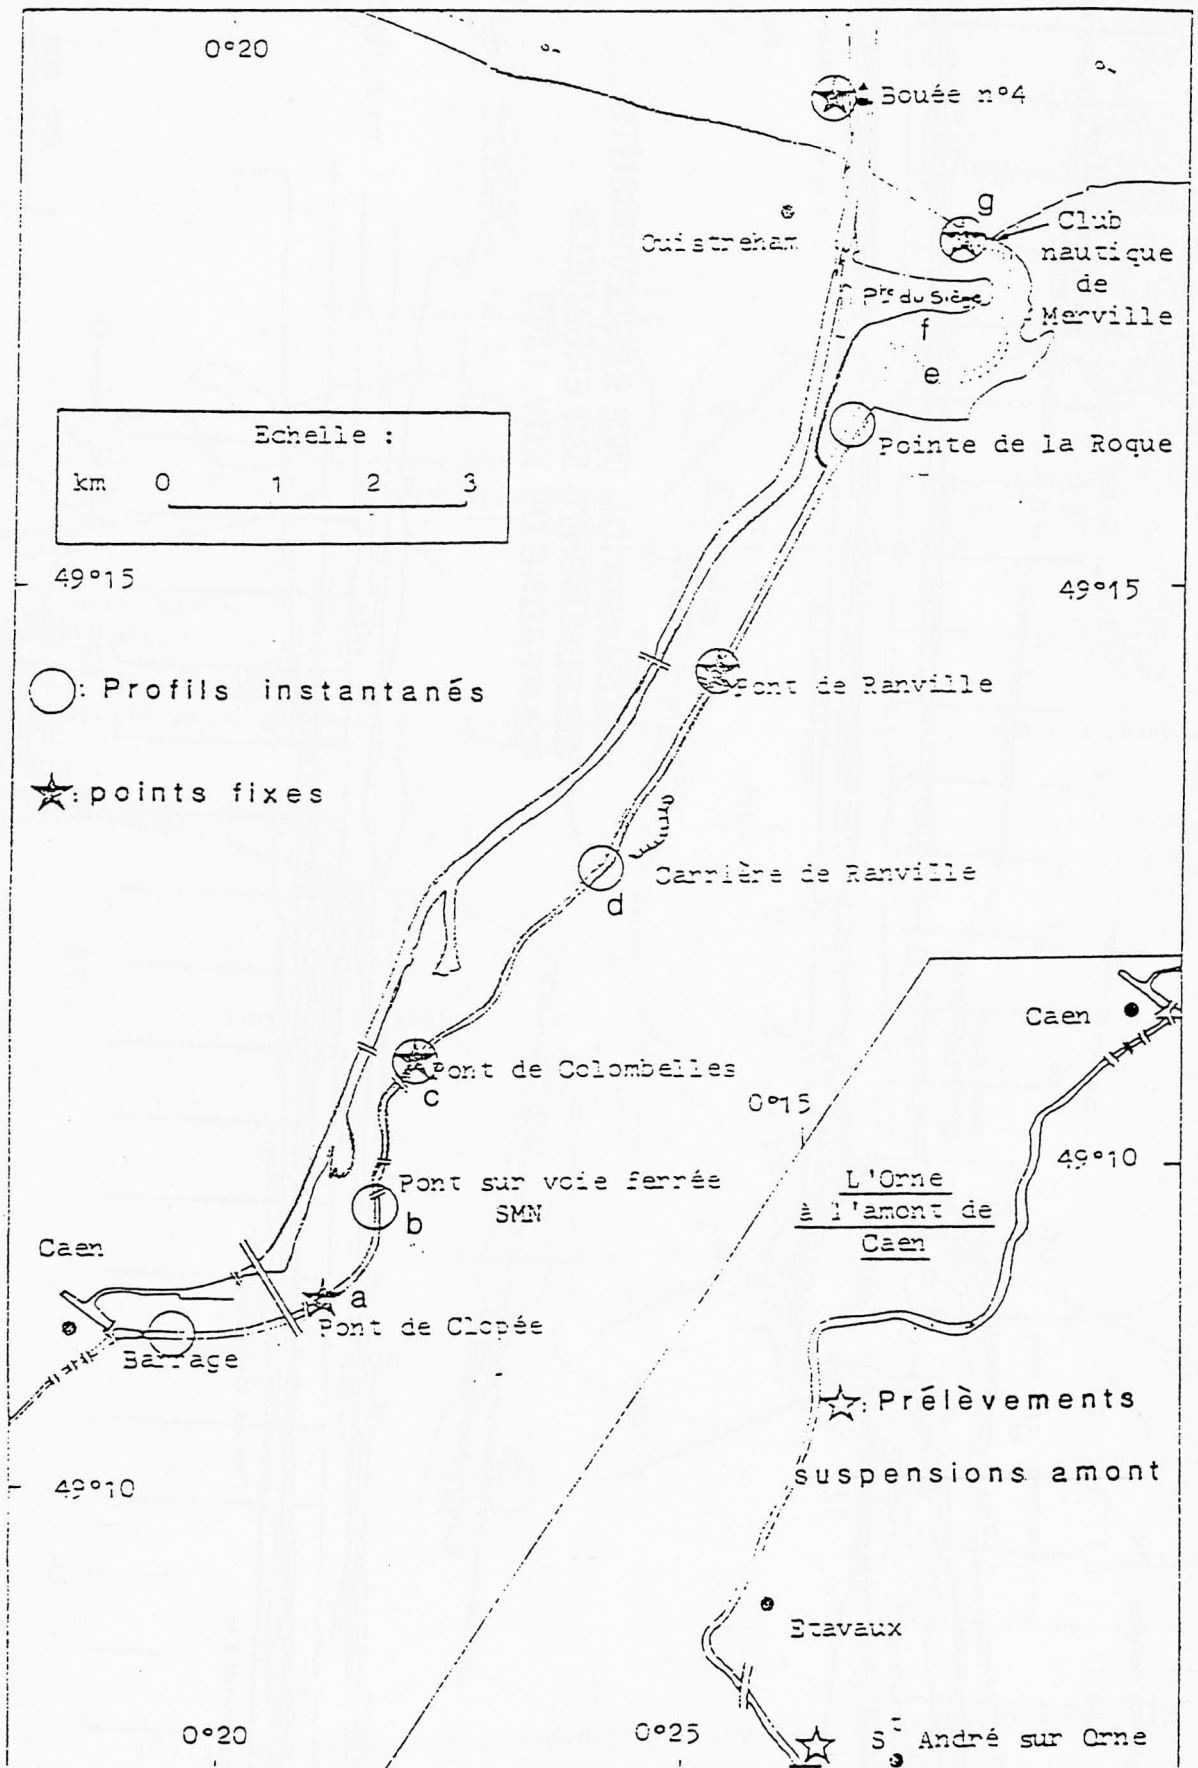 0°20
Bouée n°4
g
Club
nautique
de
Merville
Ouistreham
Pte du Siège
f
e
Pointe de la Roque
Echelle :
km 0 1 2 3
49°15
49°15
: Profils instantanés
Pont de Ranville
: points fixes
Carrière de Ranville
d
Pont de Colombelles
c
Pont sur voie ferrée
SMN
b
Caen
a
Pont de Clopée
Barrage
49°10
0°20
0°25
Caen
0°15
49°10
L'Orne
à l'amont de
Caen
: Prélèvements
suspensions amont
Etavaux
St André sur Orne